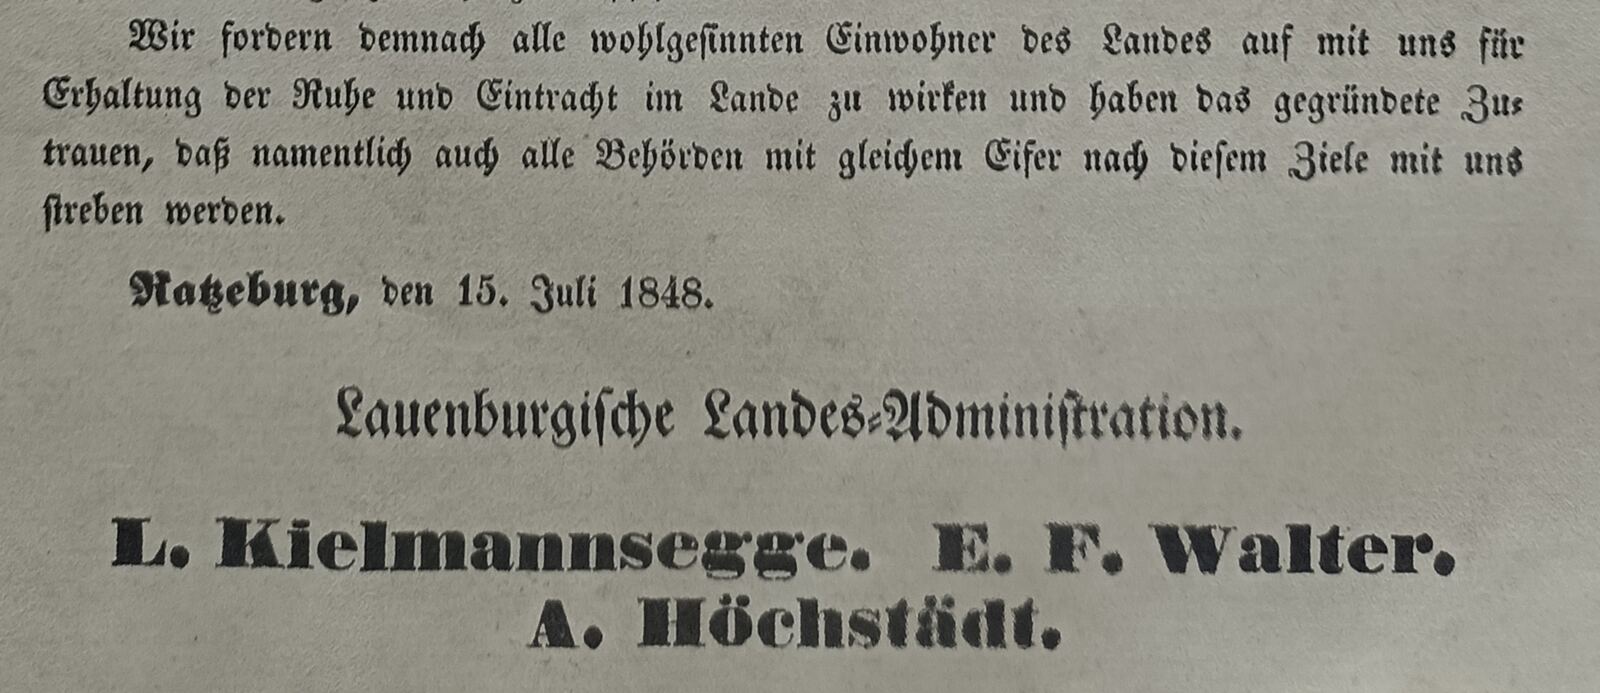 Wir fordern demnach alle wohlgesinnten Einwohner des Landes auf mit uns für
Erhaltung der Ruhe und Eintracht im Lande zu wirken und haben das gegründete Zu-
trauen, daß namentlich auch alle Behörden mit gleichem Eifer nach diesem Ziele mit uns
streben werden.
Ratzeburg, den 15. Juli 1848.
Lauenburgische Landes-Administration.
L. Kielmannsegge. E. F. Walter.
A. Höchstädt.